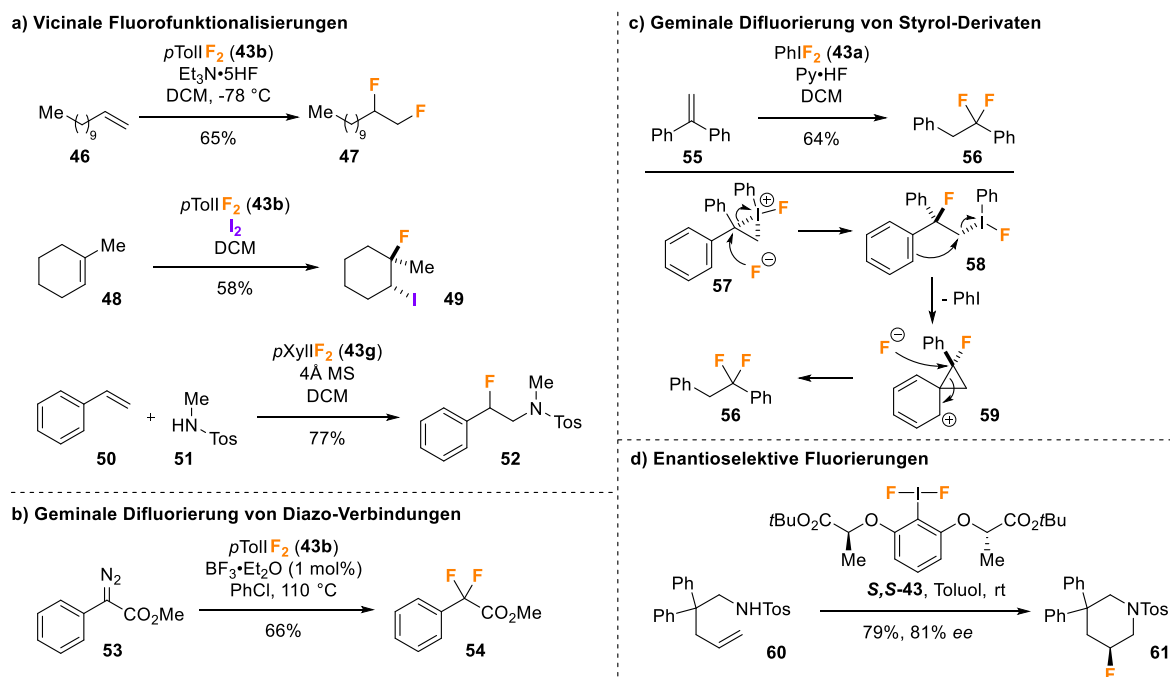 a) Vicinale Fluorofunktionalisierungen
pTolIF2 (43b)
Et3N•5HF
DCM, -78 °C
65%
Me
9
46
F
F
Me
9
47
pTolIF2 (43b)
I2
DCM
58%
Me
48
F
Me
I
49
pXylIF2 (43g)
4Å MS
DCM
77%
50
+
Me
HN
Tos
51
F
Me
N
Tos
52
b) Geminale Difluorierung von Diazo-Verbindungen
pTolIF2 (43b)
BF3•Et2O (1 mol%)
PhCl, 110 °C
66%
N2
CO2Me
53
F F
CO2Me
54
c) Geminale Difluorierung von Styrol-Derivaten
PhIF2 (43a)
Py•HF
DCM
64%
Ph Ph
55
F F
Ph
Ph
56
Ph
Ph I F
+
F −
57
Ph F Ph
I
F
58
- PhI
F −
Ph F
+
59
F F
Ph
Ph
56
d) Enantioselektive Fluorierungen
F I F
tBuO2C O O CO2tBu
Me Me
S,S-43, Toluol, rt
79%, 81% ee
Ph
Ph
NHTos
60
Ph
Ph
NTos
F
61